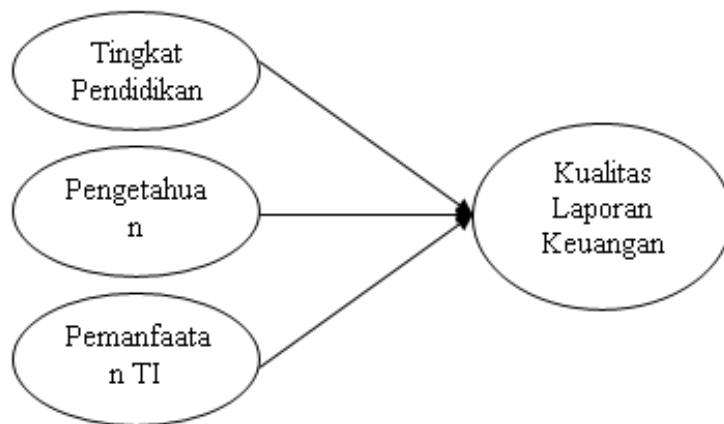 Tingkat
Pendidikan
Pengetahua
n
Pemanfaata
n TI
Kualitas
Laporan
Keuangan